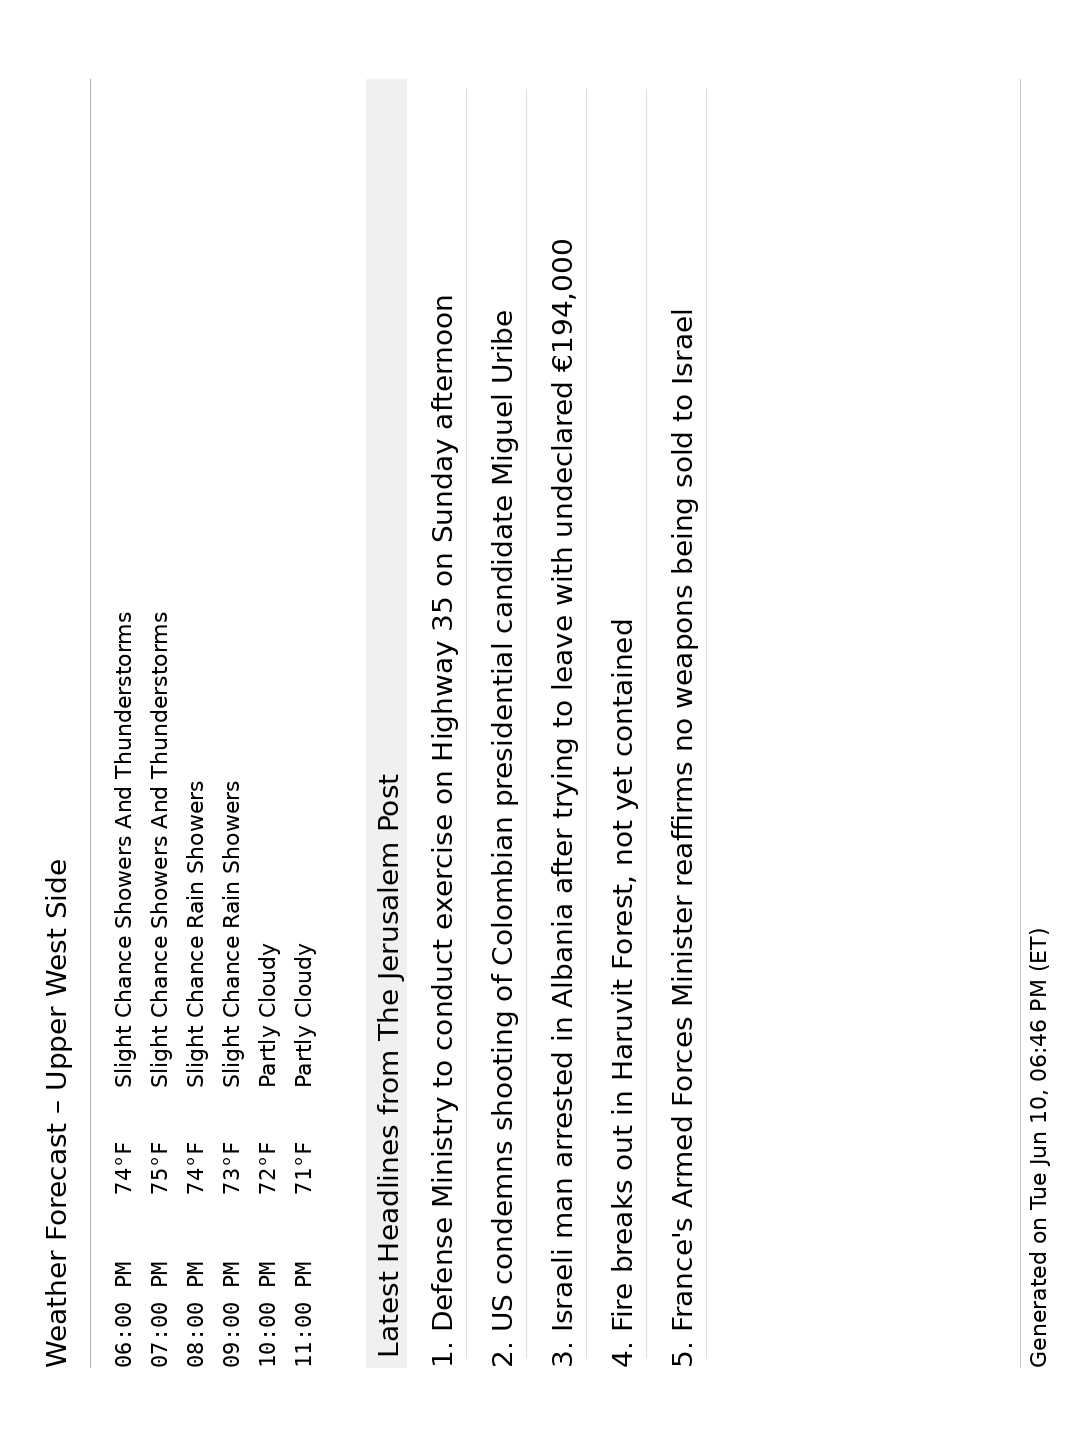 Weather Forecast – Upper West Side
06:00 PM 74°F Slight Chance Showers And Thunderstorms
07:00 PM 75°F Slight Chance Showers And Thunderstorms
08:00 PM 74°F Slight Chance Rain Showers
09:00 PM 73°F Slight Chance Rain Showers
10:00 PM 72°F Partly Cloudy
11:00 PM 71°F Partly Cloudy
Latest Headlines from The Jerusalem Post
1. Defense Ministry to conduct exercise on Highway 35 on Sunday afternoon
2. US condemns shooting of Colombian presidential candidate Miguel Uribe
3. Israeli man arrested in Albania after trying to leave with undeclared €194,000
4. Fire breaks out in Haruvit Forest, not yet contained
5. France's Armed Forces Minister reaffirms no weapons being sold to Israel
Generated on Tue Jun 10, 06:46 PM (ET)